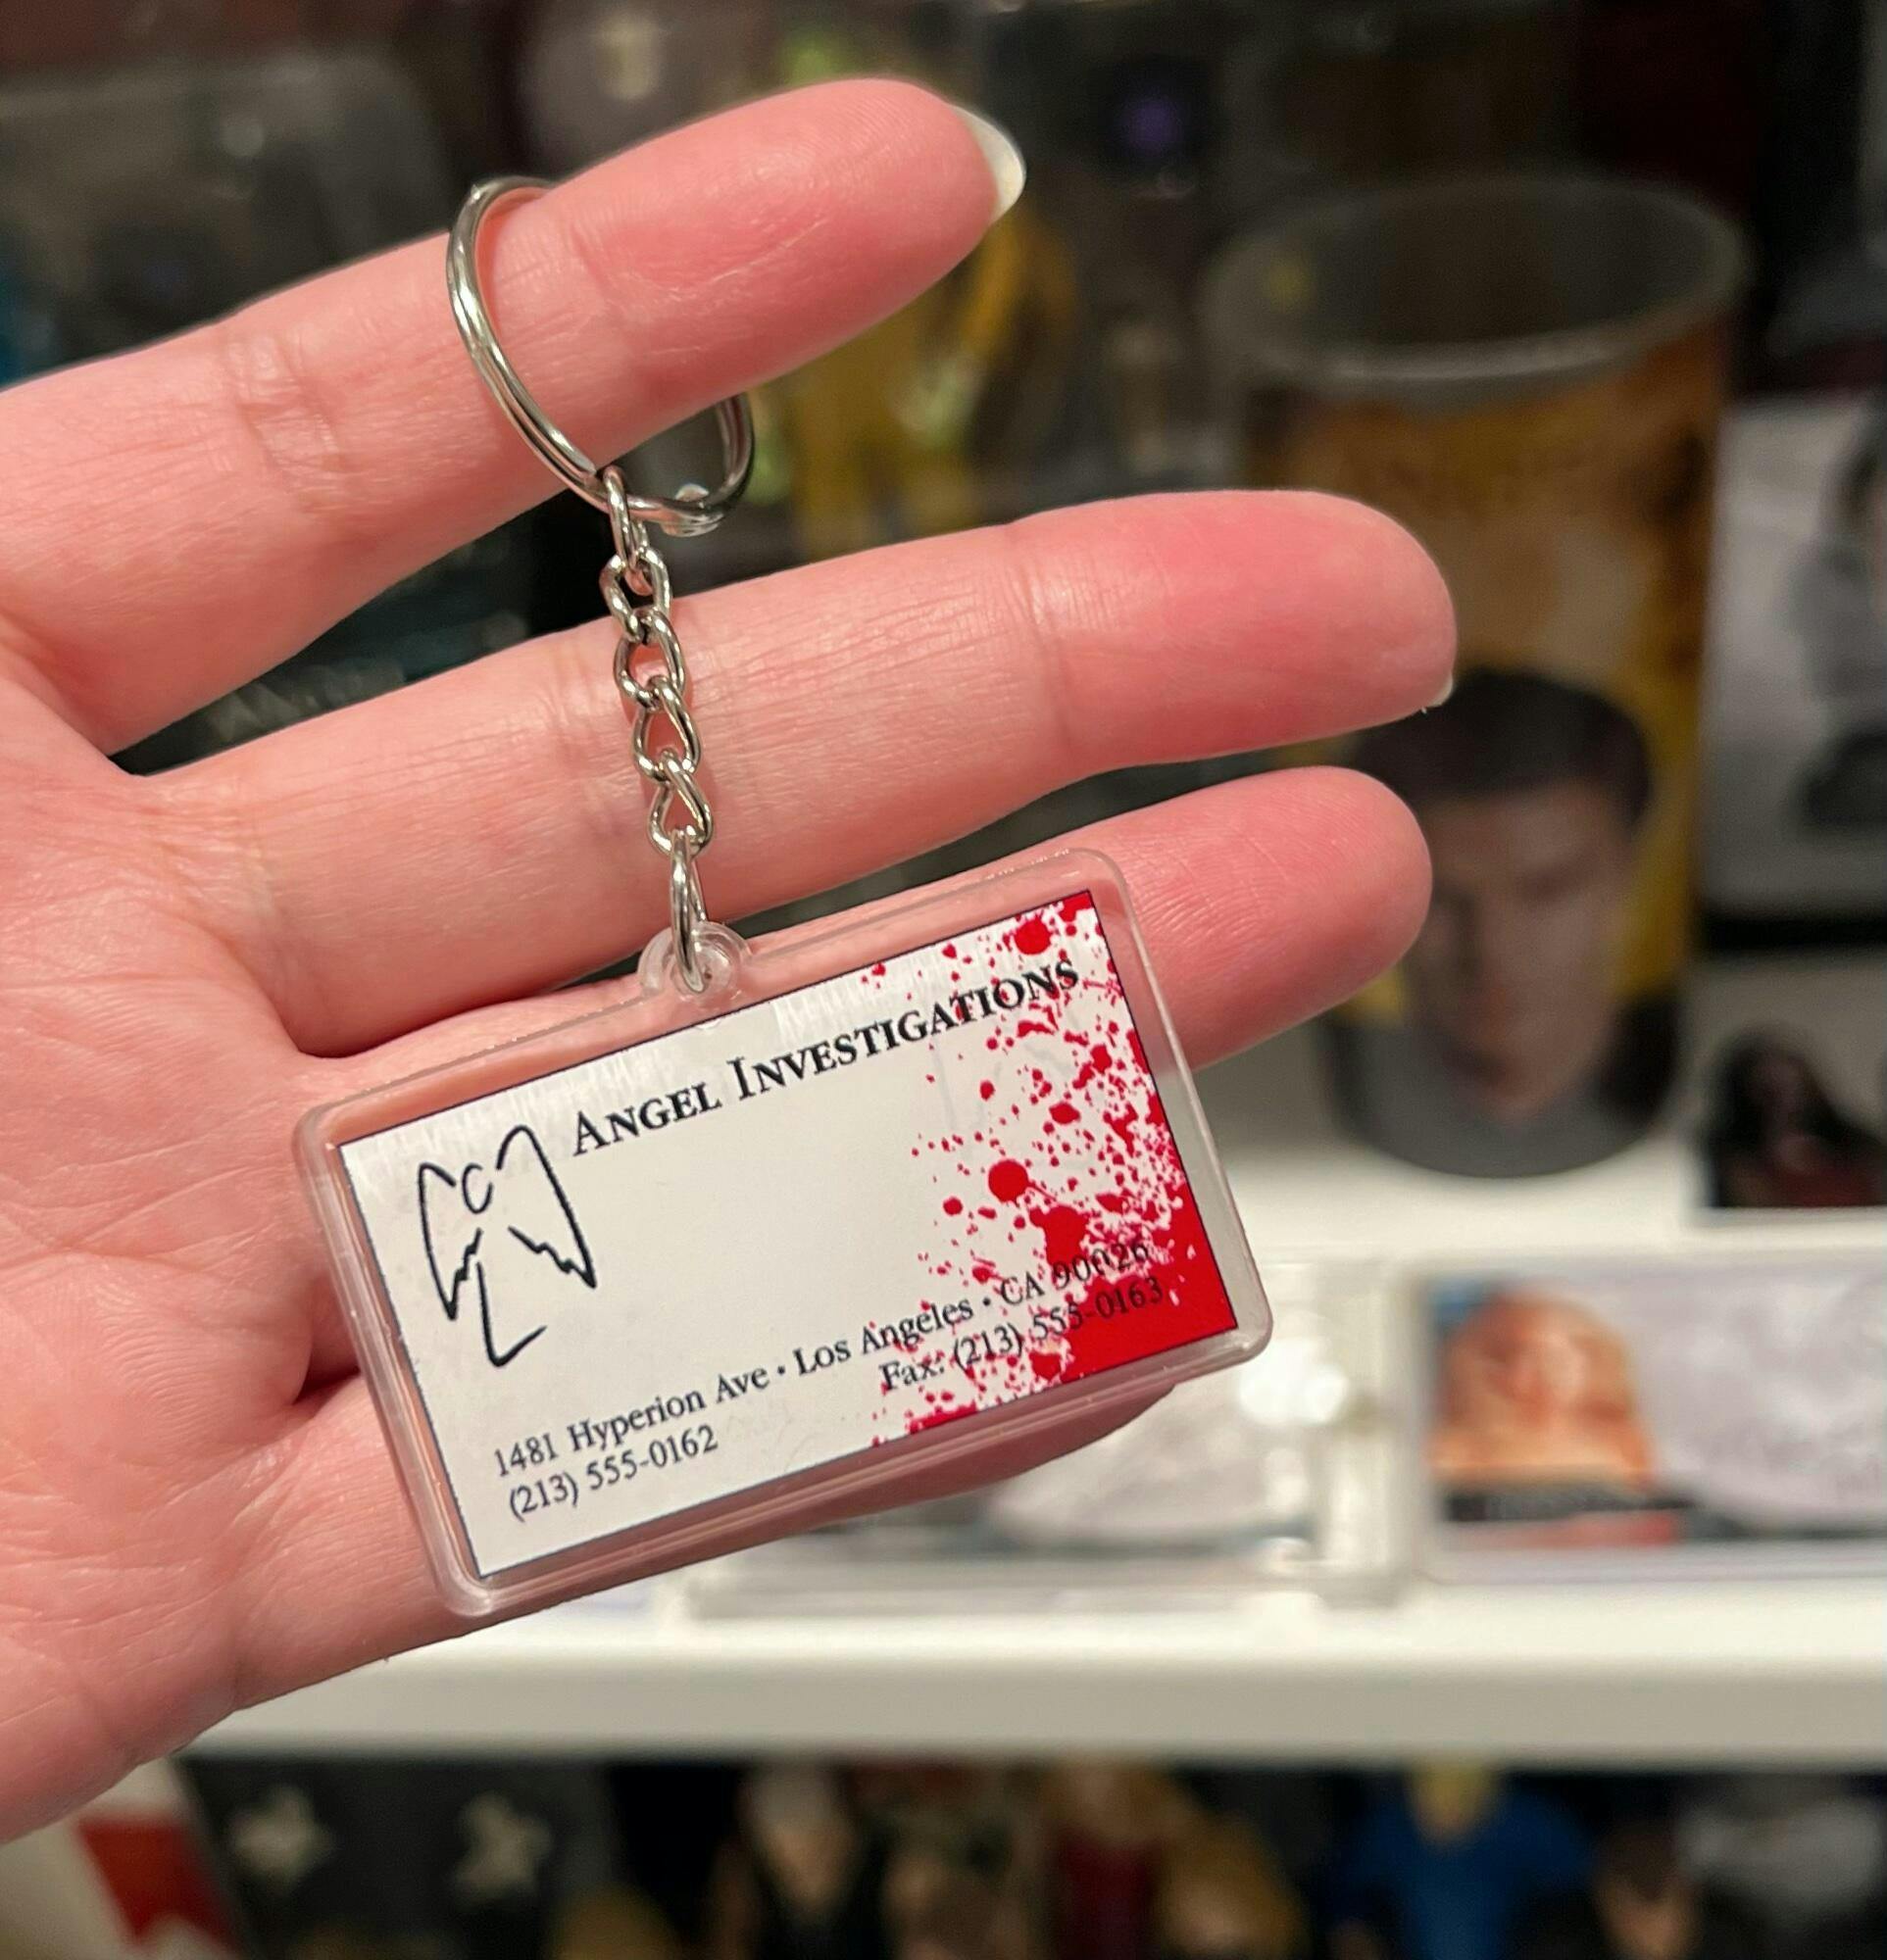 ANGEL INVESTIGATIONS
1481 Hyperion Ave • Los Angeles • CA 90026
(213) 555-0162 Fax: (213) 555-0163